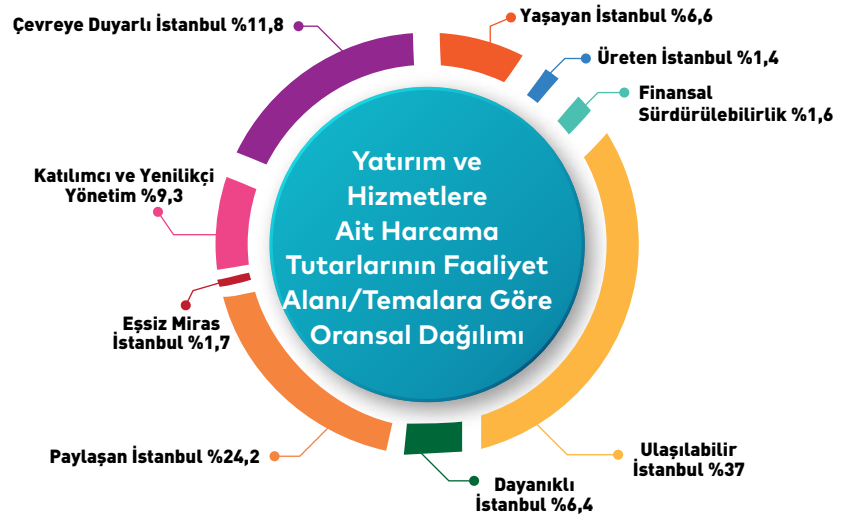 Çevreye Duyarlı İstanbul %11,8
Yaşayan İstanbul %6,6
Üreten İstanbul %1,4
Finansal
Sürdürülebilirlik %1,6
Katılımcı ve Yenilikçi
Yönetim %9,3
Yatırım ve
Hizmetlere
Ait Harcama
Tutarlarının Faaliyet
Alanı/Temalara Göre
Oransal Dağılımı
Eşsiz Miras
İstanbul %1,7
Paylaşan İstanbul %24,2
Ulaşılabilir
İstanbul %37
Dayanıklı
İstanbul %6,4